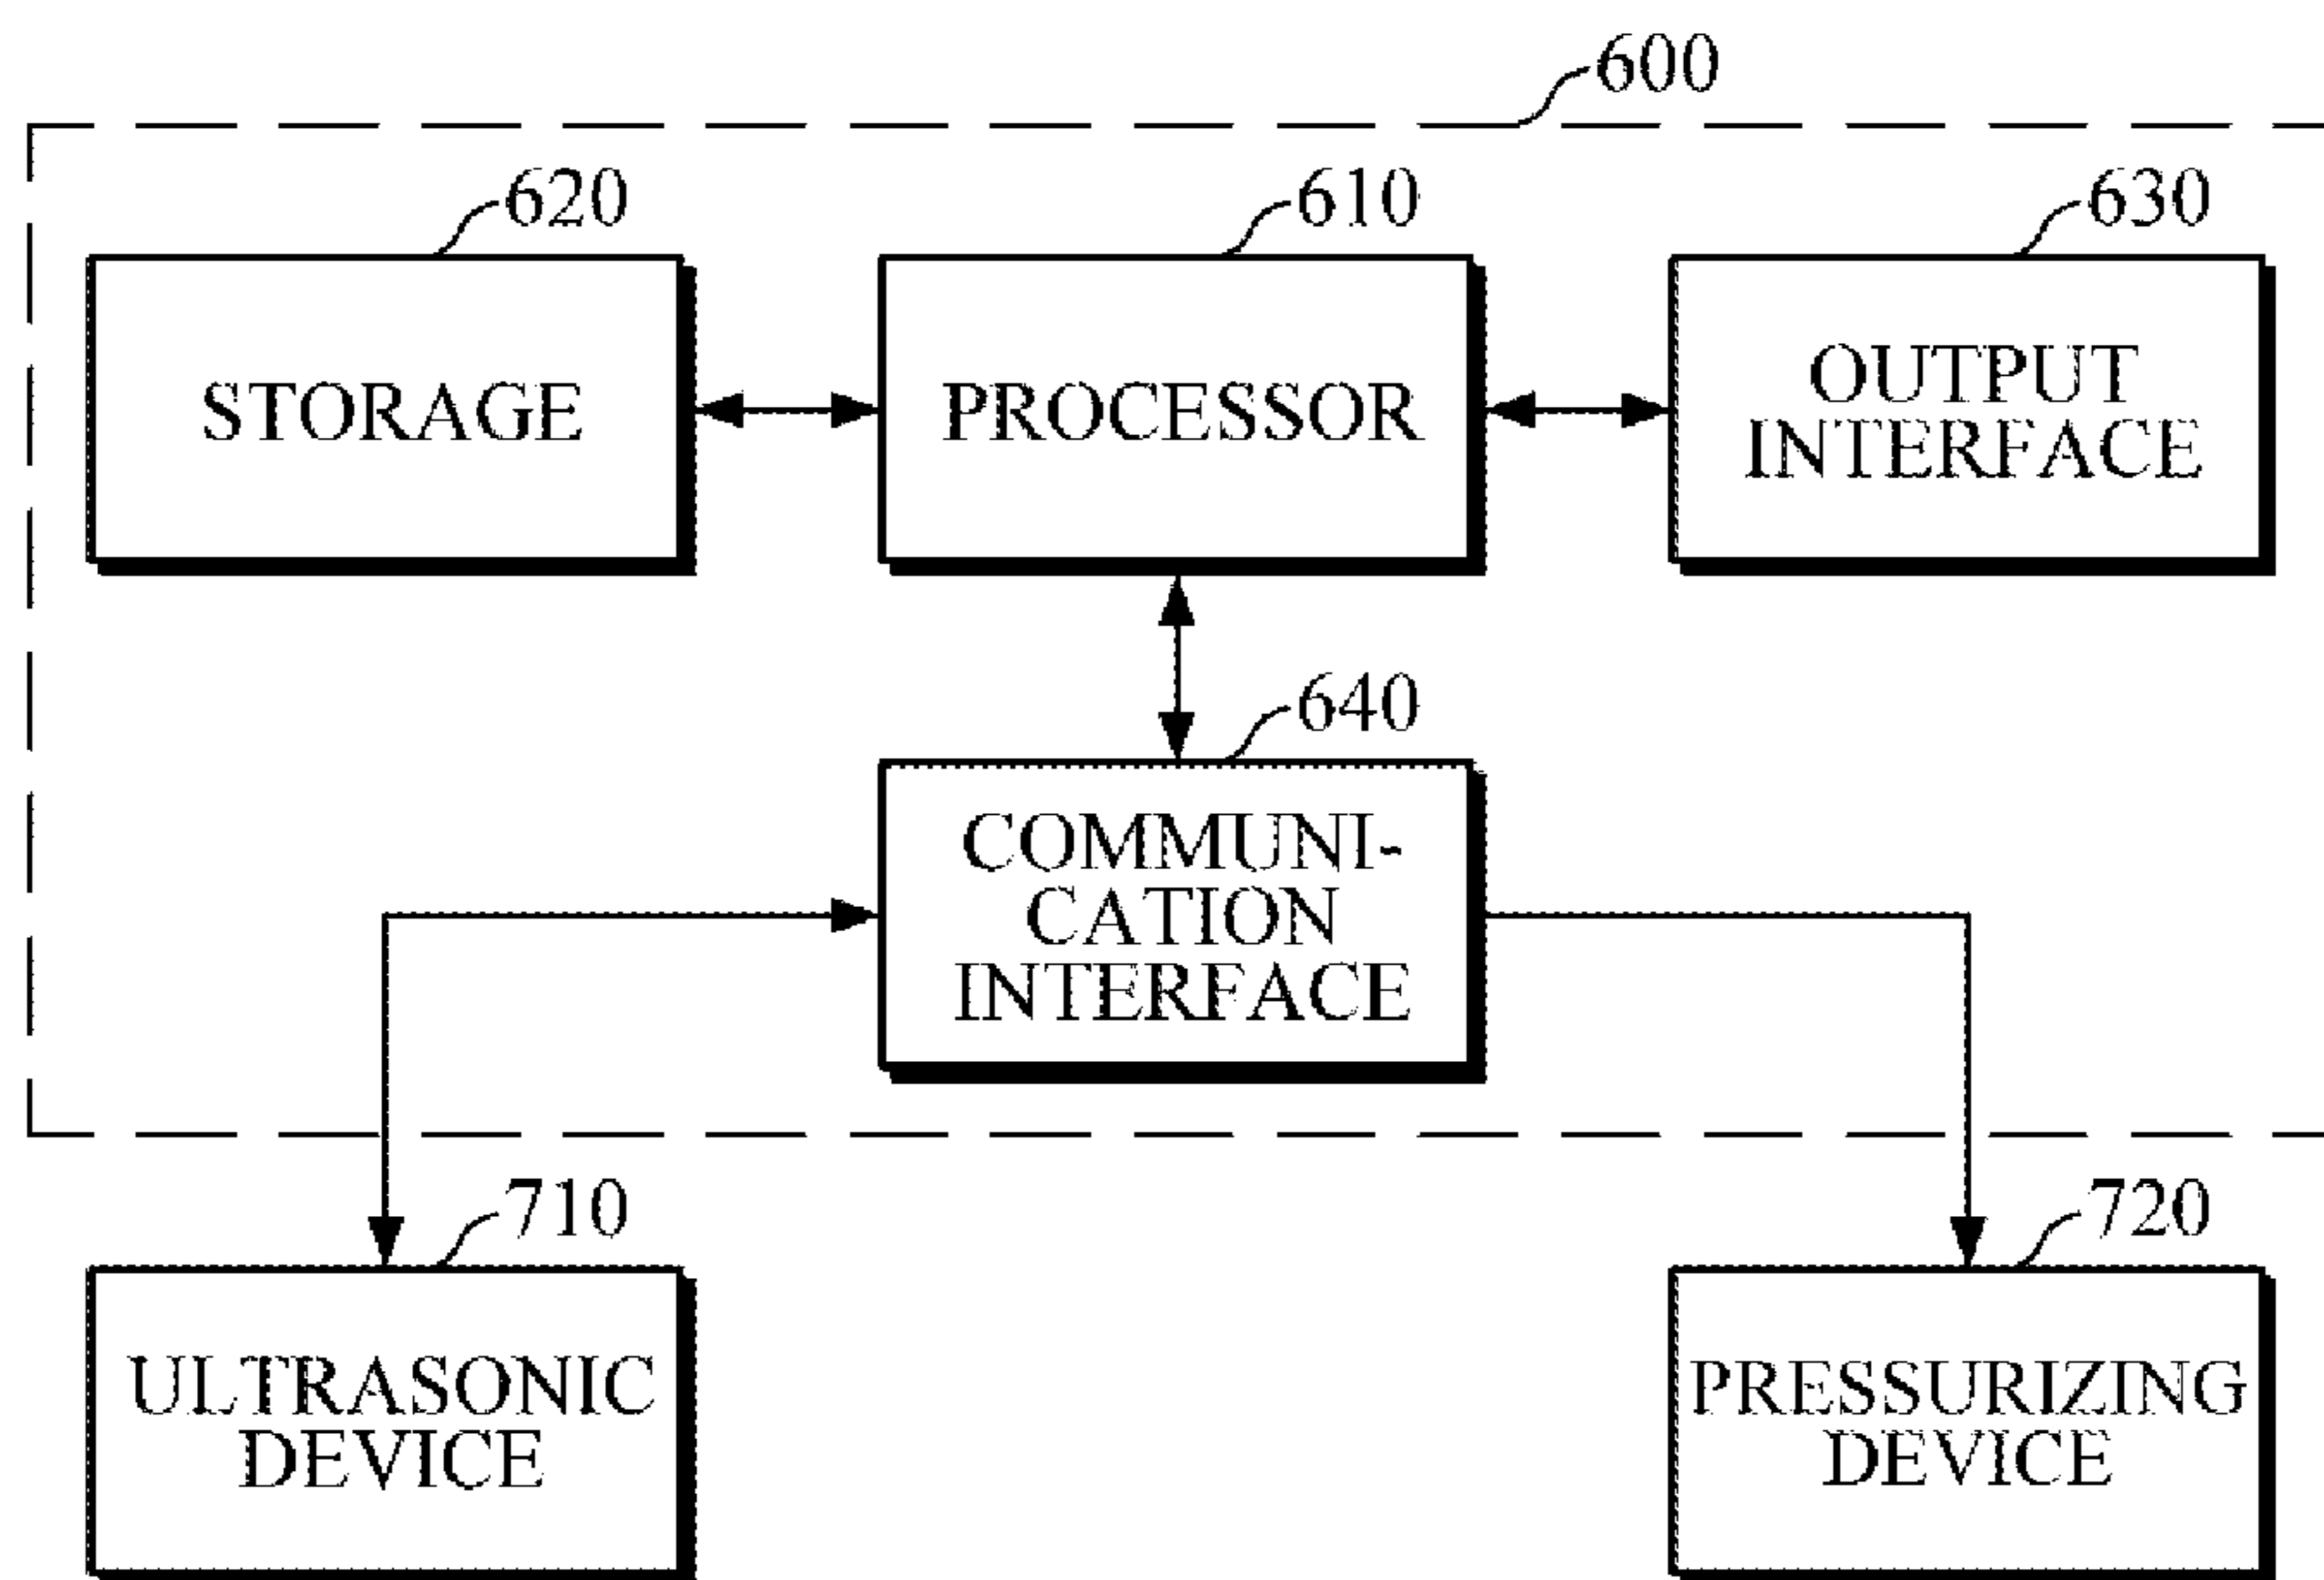 600
620
610
630
STORAGE
PROCESSOR
OUTPUT
INTERFACE
640
COMMUNI-
CATION
INTERFACE
710
720
ULTRASONIC
DEVICE
PRESSURIZING
DEVICE